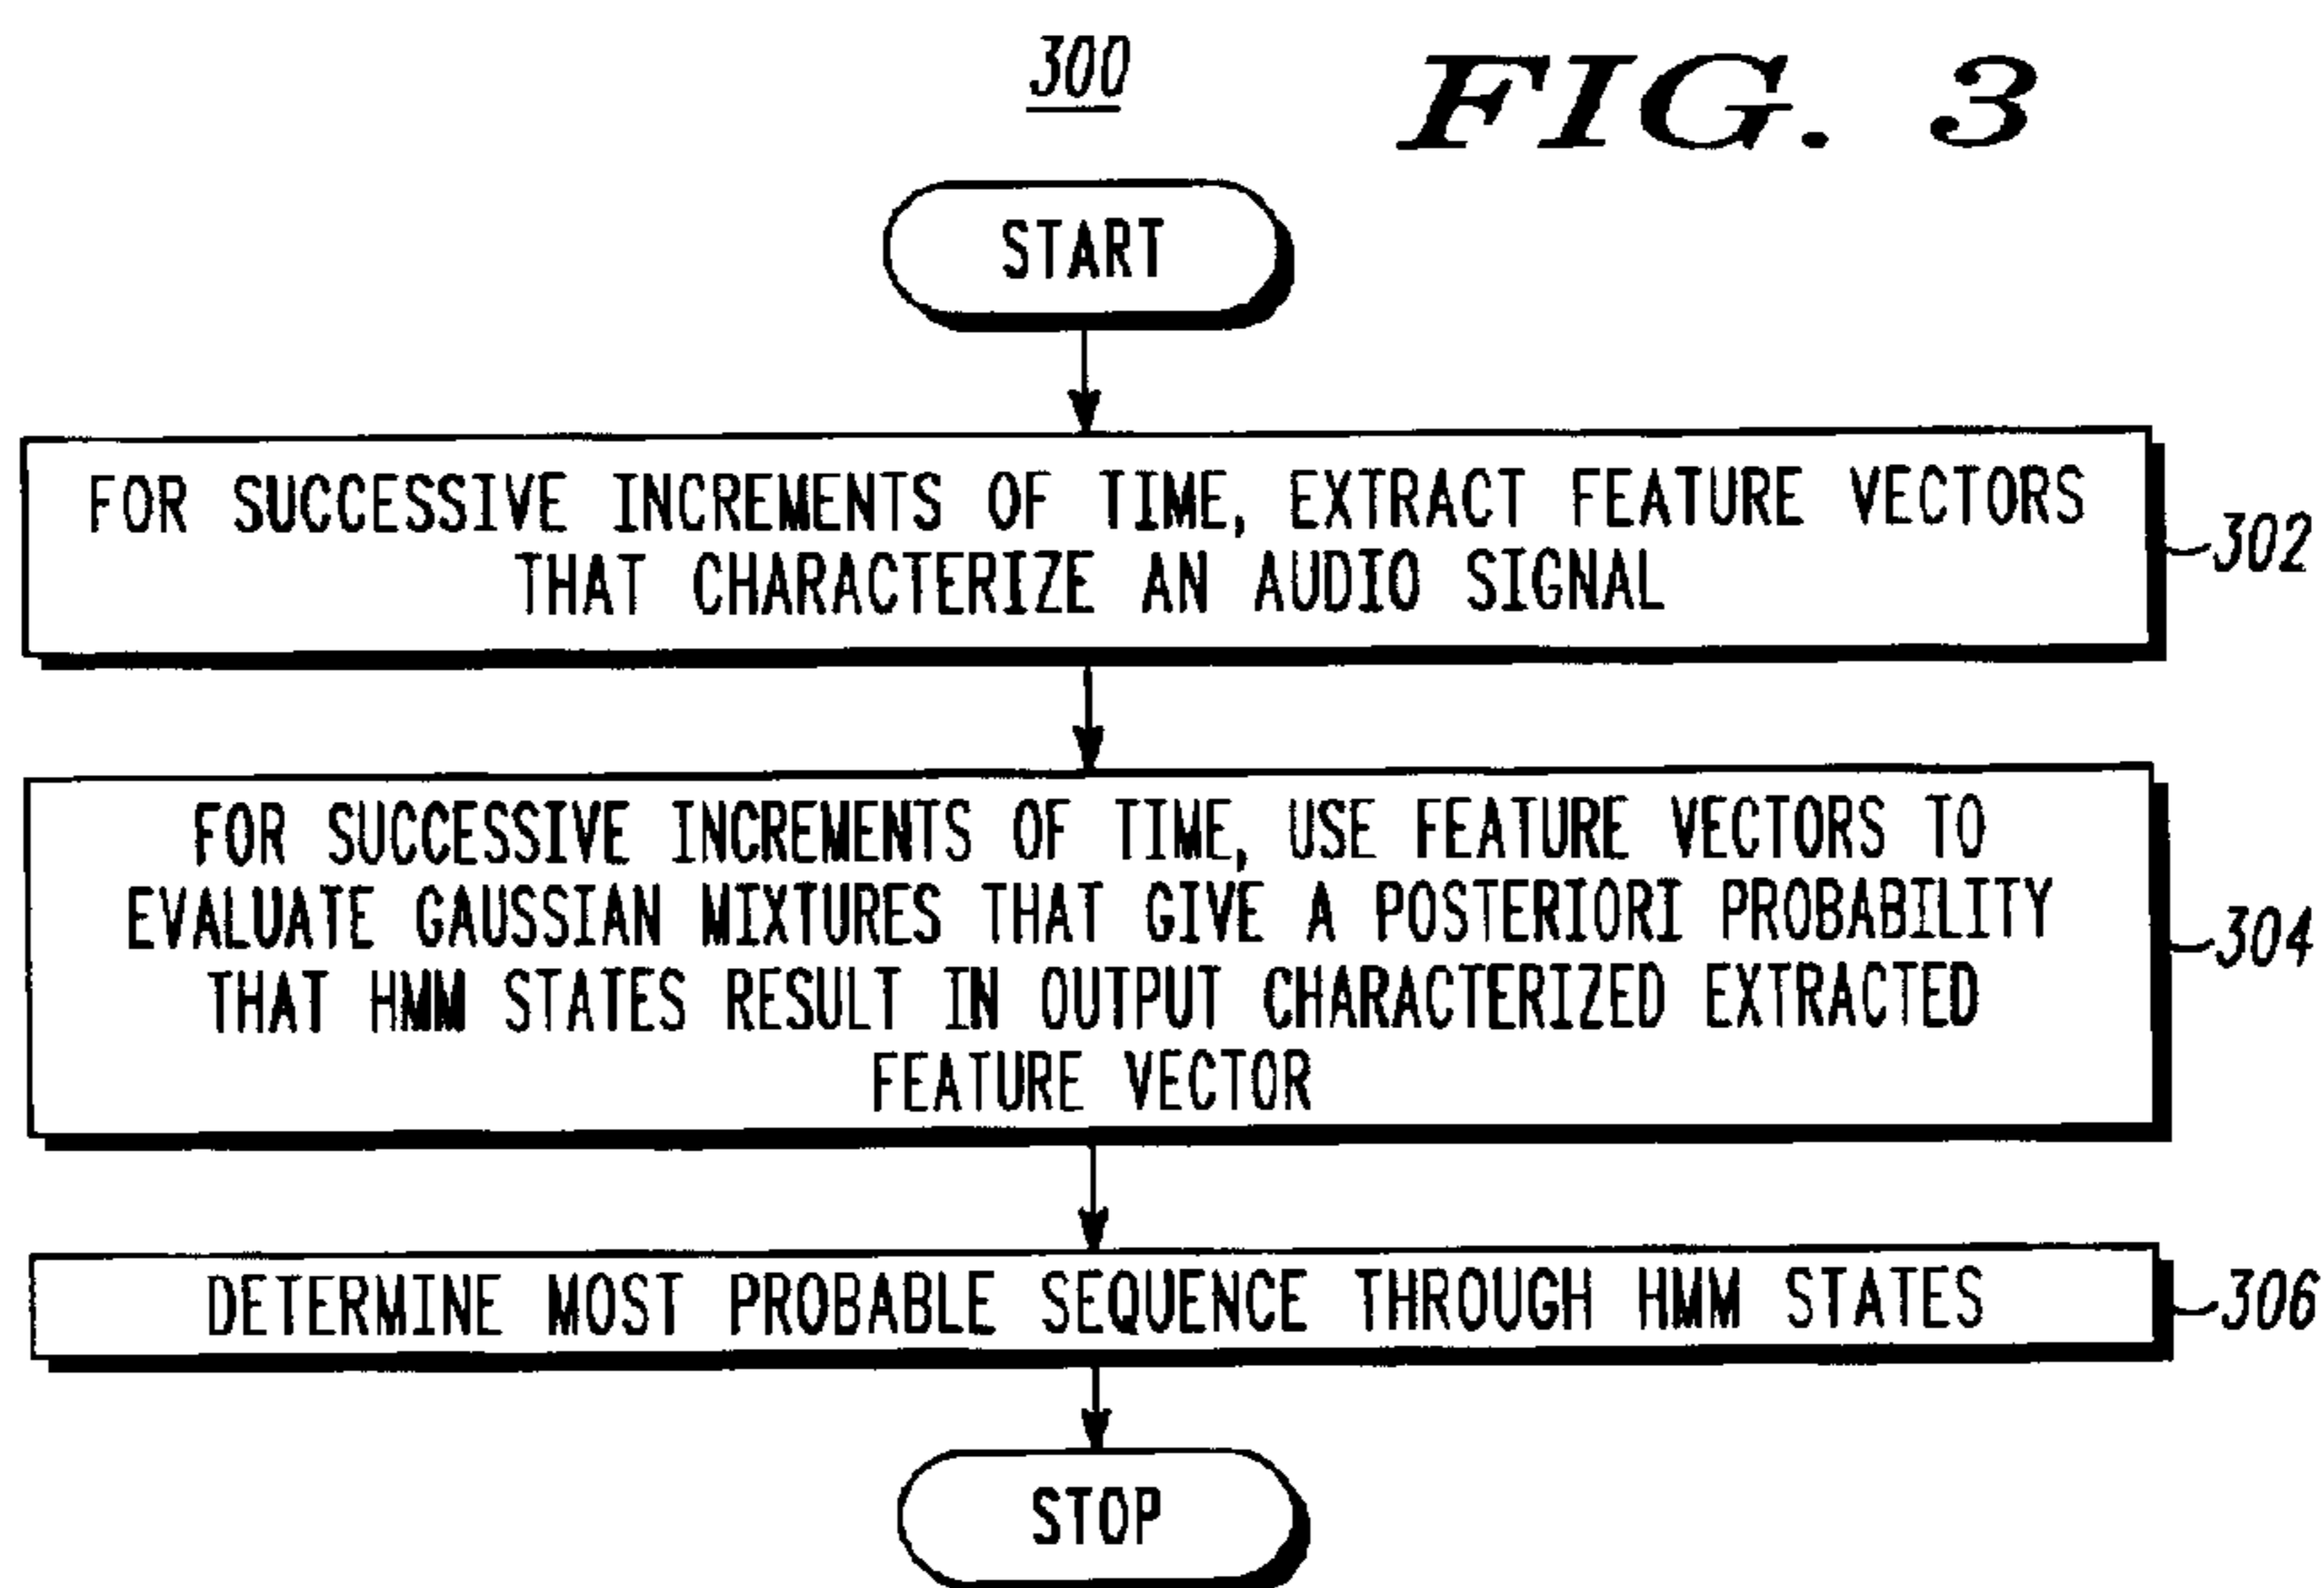 300
FIG. 3
START
FOR SUCCESSIVE INCREMENTS OF TIME, EXTRACT FEATURE VECTORS
THAT CHARACTERIZE AN AUDIO SIGNAL
302
FOR SUCCESSIVE INCREMENTS OF TIME, USE FEATURE VECTORS TO
EVALUATE GAUSSIAN MIXTURES THAT GIVE A POSTERIORI PROBABILITY
THAT HMM STATES RESULT IN OUTPUT CHARACTERIZED EXTRACTED
FEATURE VECTOR
304
DETERMINE MOST PROBABLE SEQUENCE THROUGH HMM STATES
306
STOP